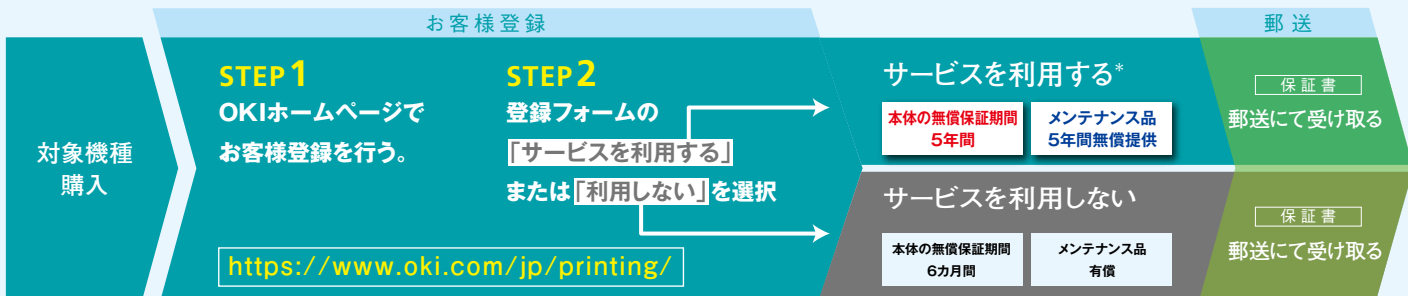 お客様登録
郵送
対象機種
購入
STEP1
OKIホームページで
お客様登録を行う。
https://www.oki.com/jp/printing/
STEP2
登録フォームの
「サービスを利用する」
または「利用しない」を選択
サービスを利用する*
本体の無償保証期間
5年間
メンテナンス品
5年間無償提供
保証書
郵送にて受け取る
サービスを利用しない
本体の無償保証期間
6カ月間
メンテナンス品
有償
保証書
郵送にて受け取る